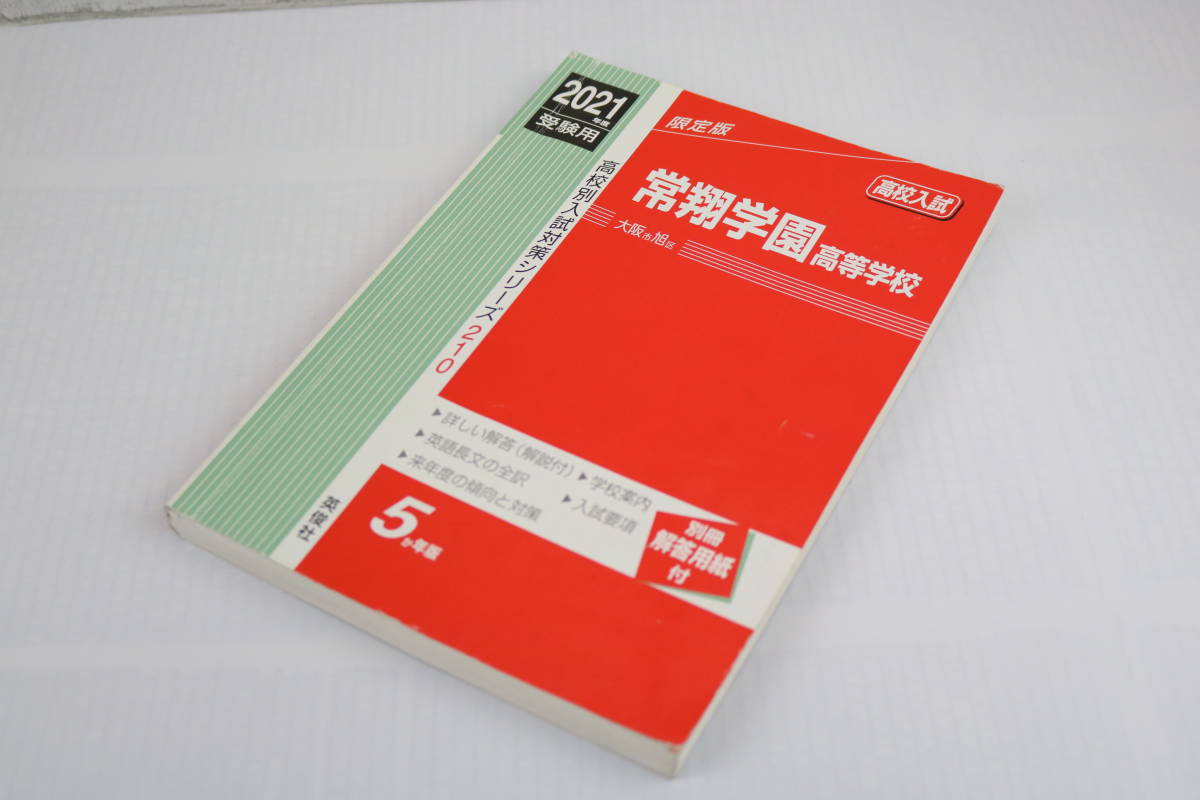 2021年度
受験用
高校別入試対策シリーズ210
限定版
高校入試
常翔学園高等学校
大阪市旭区
▶詳しい解答(解説付)▶学校案内
▶英語長文の全訳 ▶入試要項
▶来年度の傾向と対策
別冊
解答用紙
付
5か年版
英俊社